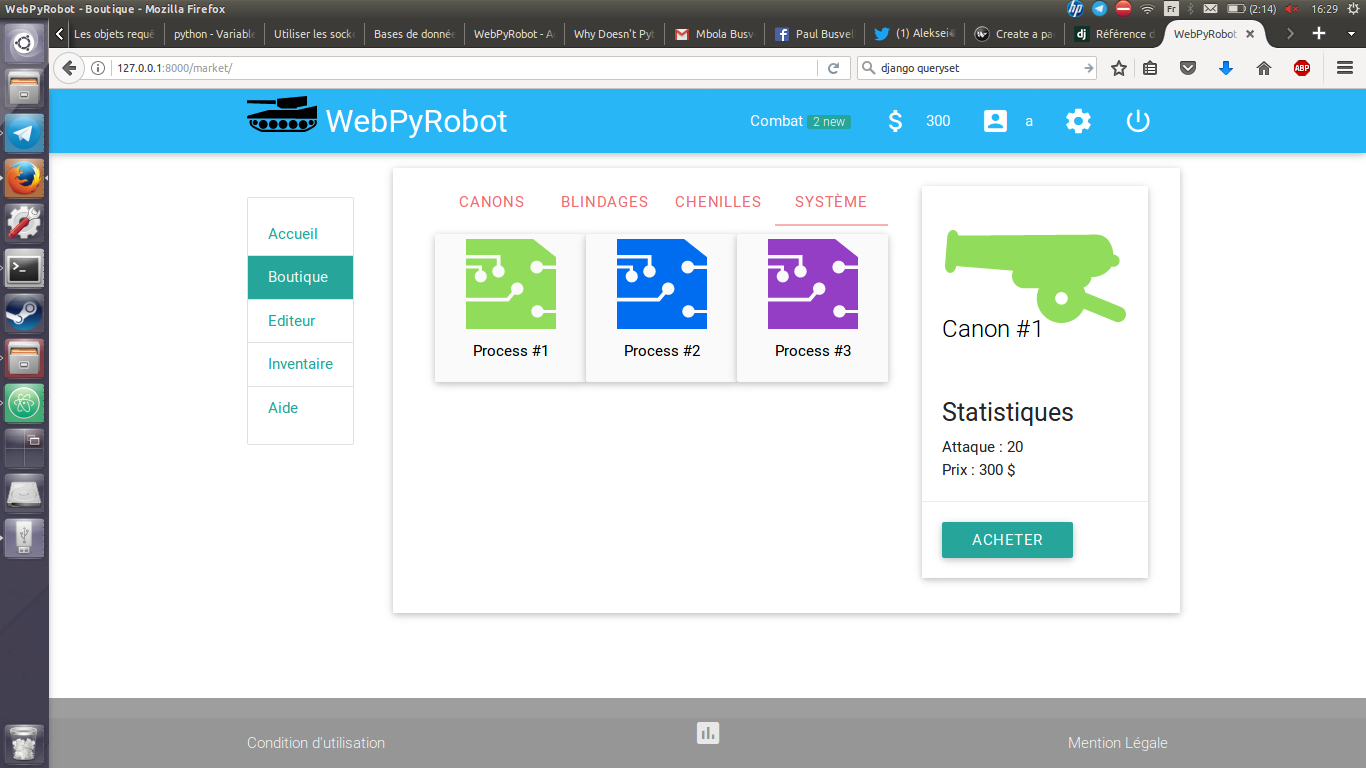 WebPyRobot - Boutique - Mozilla Firefox
Fr (2:14) 16:29
Les objets requê python - Variable Utiliser les socke Bases de donnée WebPyRobot - Ac Why Doesn't Pyt Mbola Busv Paul Busvell (1) Aleksei Create a pa Référence d WebPyRobot
127.0.0.1:8000/market/ django queryset ABP
WebPyRobot Combat 2 new $ 300 a
CANONS BLINDAGES CHENILLES SYSTÈME
Accueil
Boutique
Editeur
Inventaire
Aide
Process #1 Process #2 Process #3
Canon #1
Statistiques
Attaque : 20
Prix : 300 $
ACHETER
Condition d'utilisation Mention Légale